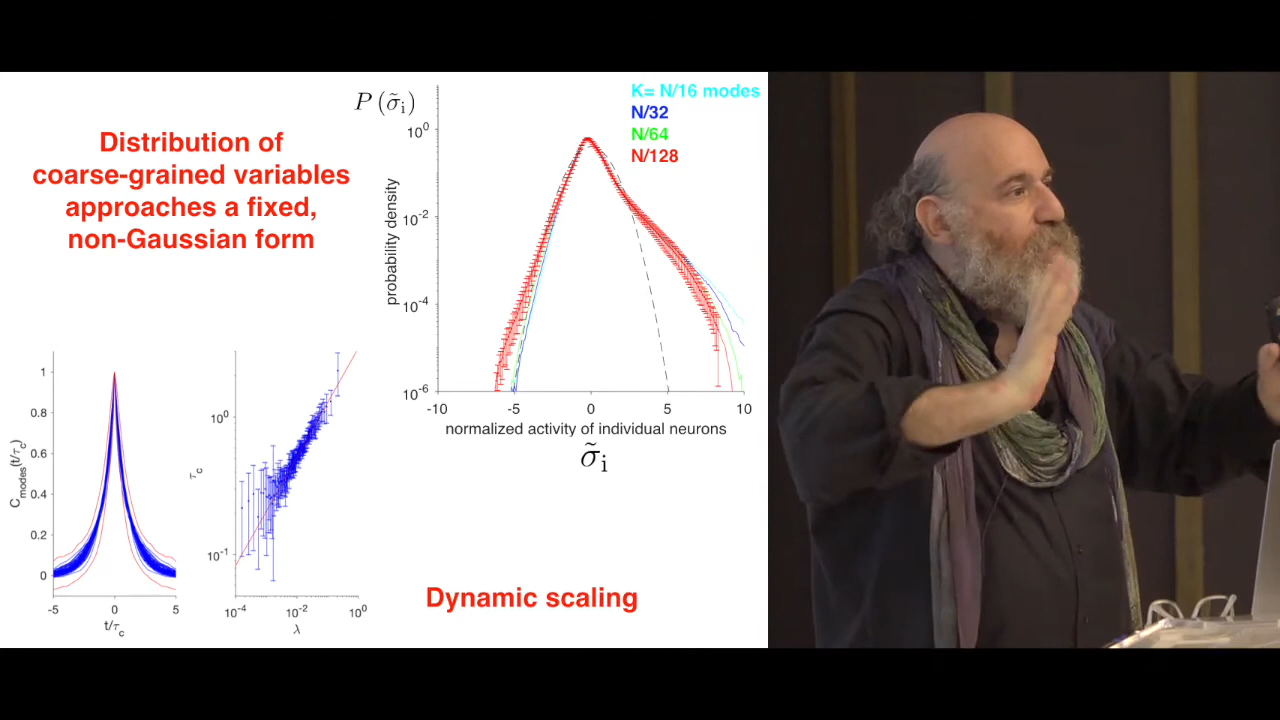 Distribution of
coarse-grained variables
approaches a fixed,
non-Gaussian form
P (σ̃ᵢ)
K= N/16 modes
N/32
N/64
N/128
probability density
10⁰
10⁻²
10⁻⁴
10⁻⁶
-10 -5 0 5 10
normalized activity of individual neurons
σ̃ᵢ
C_modes(t/τ_c)
1
0.8
0.6
0.4
0.2
0
-5 0 5
t/τ_c
τ_c
10⁰
10⁻¹
10⁻⁴ 10⁻² 10⁰
λ
Dynamic scaling